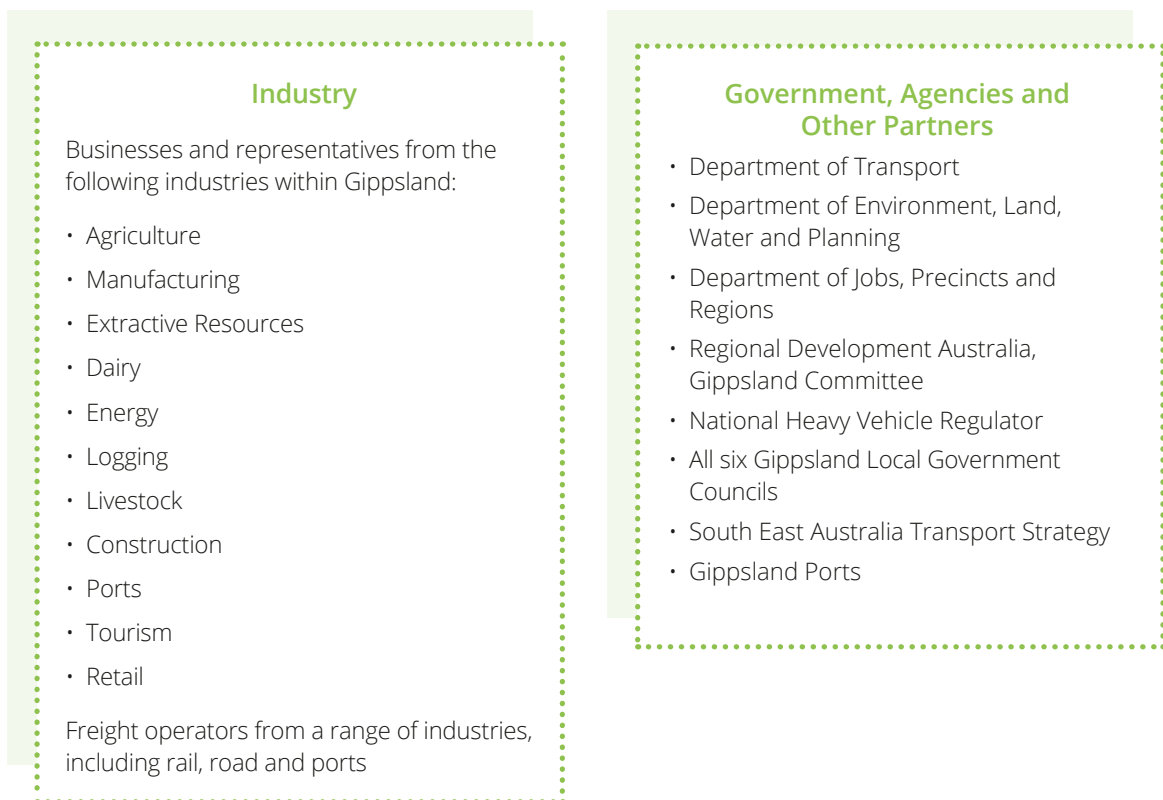 Industry
Businesses and representatives from the
following industries within Gippsland:
• Agriculture
• Manufacturing
• Extractive Resources
• Dairy
• Energy
• Logging
• Livestock
• Construction
• Ports
• Tourism
• Retail
Freight operators from a range of industries,
including rail, road and ports
Government, Agencies and
Other Partners
• Department of Transport
• Department of Environment, Land,
Water and Planning
• Department of Jobs, Precincts and
Regions
• Regional Development Australia,
Gippsland Committee
• National Heavy Vehicle Regulator
• All six Gippsland Local Government
Councils
• South East Australia Transport Strategy
• Gippsland Ports